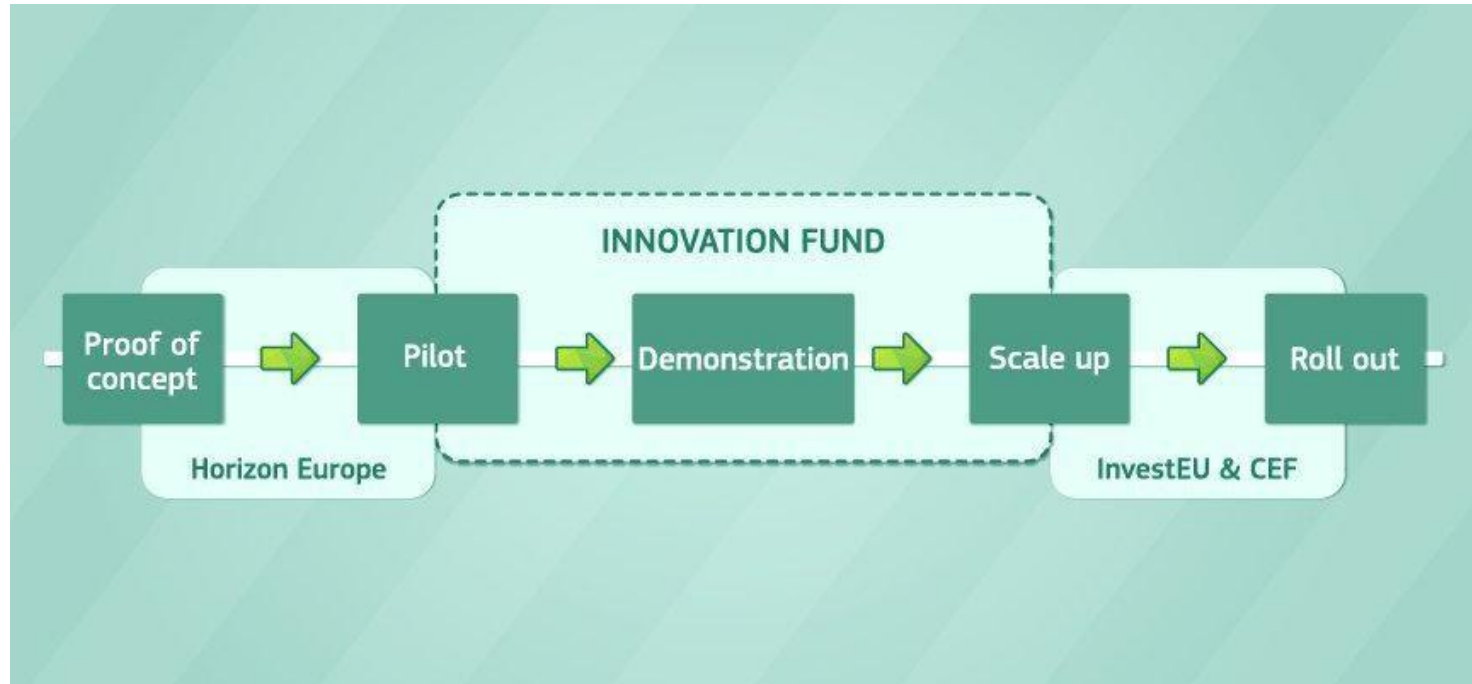 INNOVATION FUND
Proof of
concept
Pilot
Demonstration
Scale up
Roll out
Horizon Europe
InvestEU & CEF